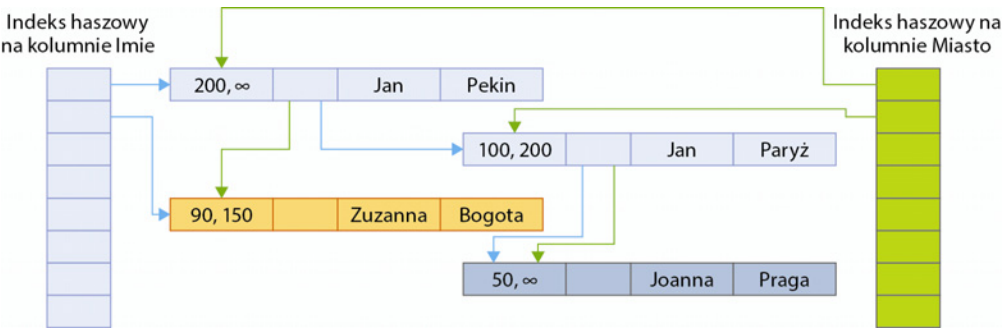 Indeks haszowy
na kolumnie Imie
Indeks haszowy na
kolumnie Miasto
200, ∞ Jan Pekin
100, 200 Jan Paryż
90, 150 Zuzanna Bogota
50, ∞ Joanna Praga